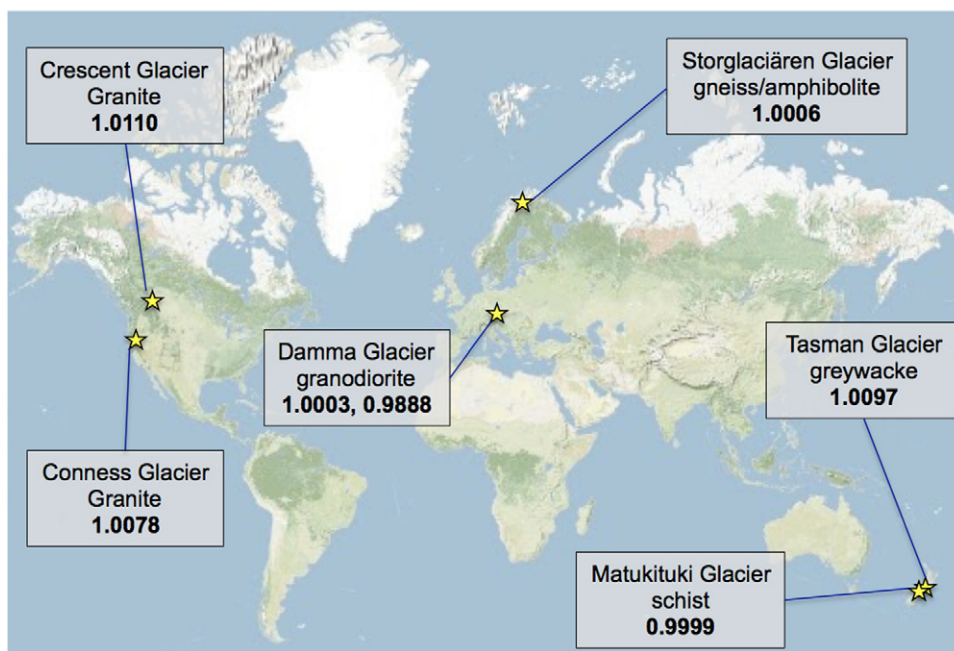 Crescent Glacier
Granite
1.0110
Storglaciären Glacier
gneiss/amphibolite
1.0006
Damma Glacier
granodiorite
1.0003, 0.9888
Tasman Glacier
greywacke
1.0097
Conness Glacier
Granite
1.0078
Matukituki Glacier
schist
0.9999